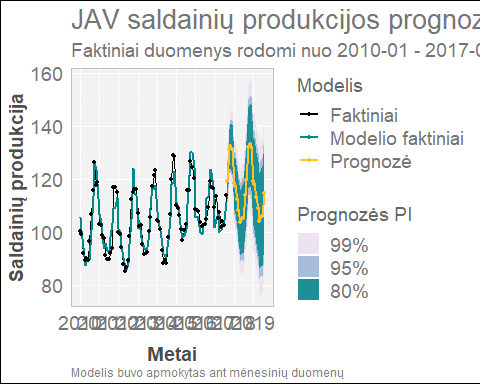 JAV saldainių produkcijos prognoz
Faktiniai duomenys rodomi nuo 2010-01 - 2017-0
Saldainių produkcija
160
140
120
100
80
Metai
Modelis buvo apmokytas ant mėnesinių duomenų
Modelis
Faktiniai
Modelio faktiniai
Prognozė
Prognozės PI
99%
95%
80%